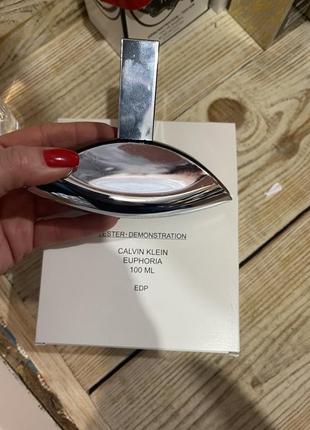 TESTER-DEMONSTRATION
CALVIN KLEIN
EUPHORIA
100 ML
EDP